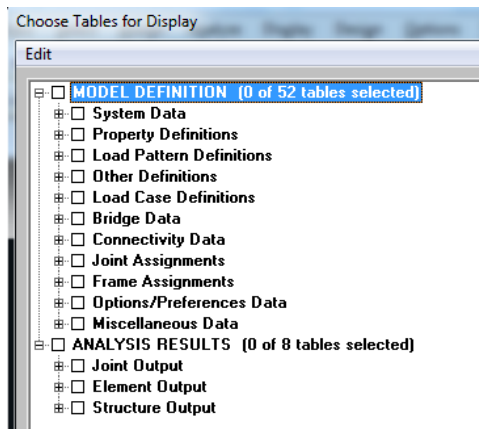 Choose Tables for Display
Edit
MODEL DEFINITION (0 of 52 tables selected)
System Data
Property Definitions
Load Pattern Definitions
Other Definitions
Load Case Definitions
Bridge Data
Connectivity Data
Joint Assignments
Frame Assignments
Options/Preferences Data
Miscellaneous Data
ANALYSIS RESULTS (0 of 8 tables selected)
Joint Output
Element Output
Structure Output